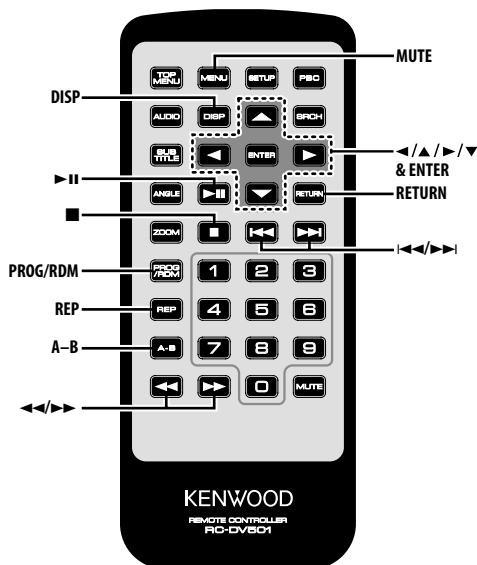 MUTE
TOP MENU
MENU
SETUP
PBC
DISP
AUDIO
DISP
SRCH
SUB TITLE
ENTER
◄/▲/►/▼
& ENTER
►II
ANGLE
►II
RETURN
RETURN
■
ZOOM
■
I◄◄
►►I
I◄◄/►►I
PROG/RDM
PROG /RDM
1
2
3
REP
REP
4
5
6
A–B
A-B
7
8
9
◄◄/►►
◄◄
►►
0
MUTE
KENWOOD
REMOTE CONTROLLER
RC-DV501